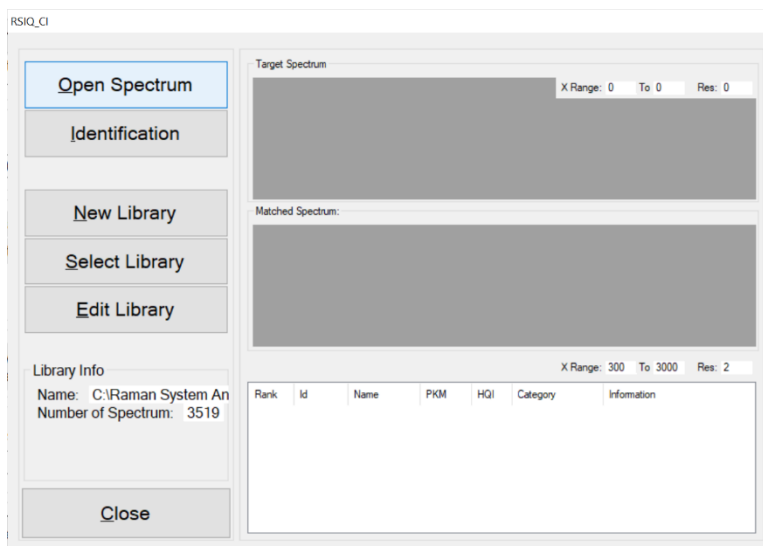 RSIQ_CI
Open Spectrum
Identification
New Library
Select Library
Edit Library
Library Info
Name: C:\Raman System An
Number of Spectrum: 3519
Close
Target Spectrum
X Range: 0 To 0 Res: 0
Matched Spectrum:
X Range: 300 To 3000 Res: 2
Rank Id Name PKM HQI Category Information